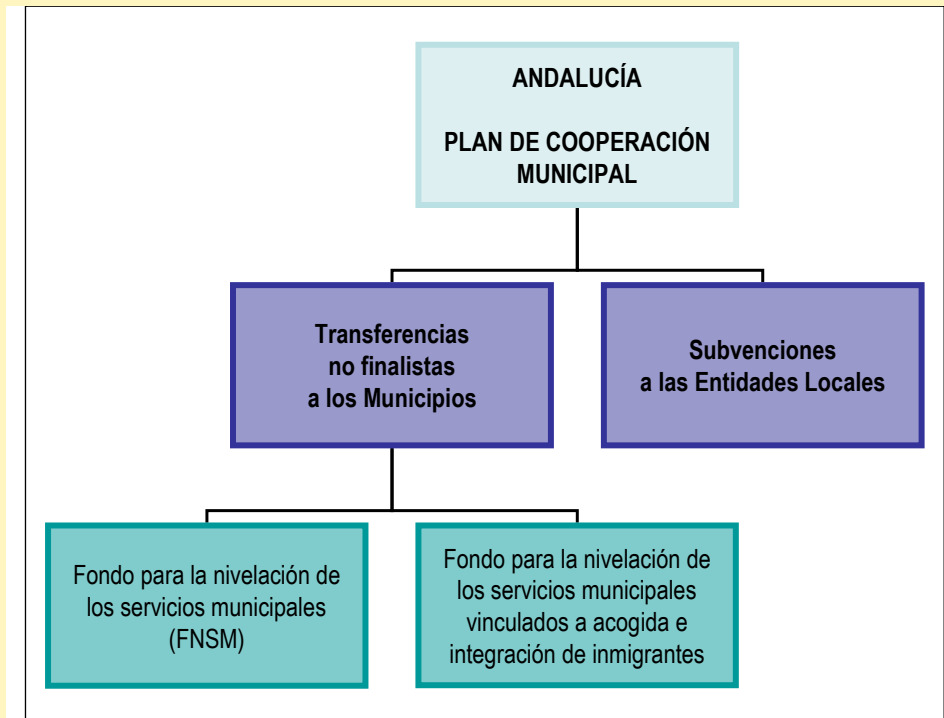 ANDALUCÍA
PLAN DE COOPERACIÓN
MUNICIPAL
Transferencias
no finalistas
a los Municipios
Subvenciones
a las Entidades Locales
Fondo para la nivelación de
los servicios municipales
(FNSM)
Fondo para la nivelación de
los servicios municipales
vinculados a acogida e
integración de inmigrantes